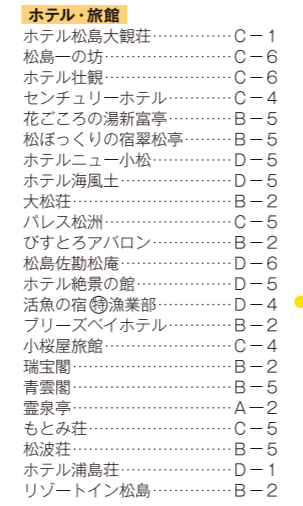 ホテル・旅館
ホテル松島大観荘……………C－1
松島一の坊……………………C－6
ホテル壮観……………………C－6
センチュリーホテル…………C－4
花ごころの湯新富亭…………B－5
松ぼっくりの宿翠松亭………B－5
ホテルニュー小松……………D－5
ホテル海風土…………………D－5
大松荘…………………………B－2
パレス松洲……………………C－5
びすとろアバロン……………B－2
松島佐勘松庵…………………D－6
ホテル絶景の館………………D－5
活魚の宿㊕漁業部……………D－4
ブリーズベイホテル…………B－2
小桜屋旅館……………………C－4
瑞宝閣…………………………B－2
青雲閣…………………………B－5
霊泉亭…………………………A－2
もとみ荘………………………C－5
松波荘…………………………B－5
ホテル浦島荘…………………D－1
リゾートイン松島……………B－2